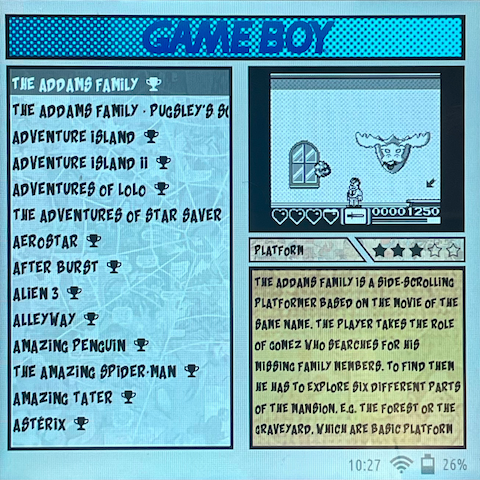 GAME BOY
THE ADDAMS FAMILY
THE ADDAMS FAMILY - PUGSLEY'S SC
ADVENTURE ISLAND
ADVENTURE ISLAND II
ADVENTURES OF LOLO
THE ADVENTURES OF STAR SAVER
AEROSTAR
AFTER BURST
ALIEN 3
ALLEYWAY
AMAZING PENGUIN
THE AMAZING SPIDER-MAN
AMAZING TATER
ASTÉRIX
00001250
PLATFORM
THE ADDAMS FAMILY IS A SIDE-SCROLLING
PLATFORMER BASED ON THE MOVIE OF THE
SAME NAME. THE PLAYER TAKES THE ROLE
OF GOMEZ WHO SEARCHES FOR HIS
MISSING FAMILY MEMBERS. TO FIND THEM
HE HAS TO EXPLORE SIX DIFFERENT PARTS
OF THE MANSION, E.G. THE FOREST OR THE
GRAVEYARD, WHICH ARE BASIC PLATFORM
10:27 26%